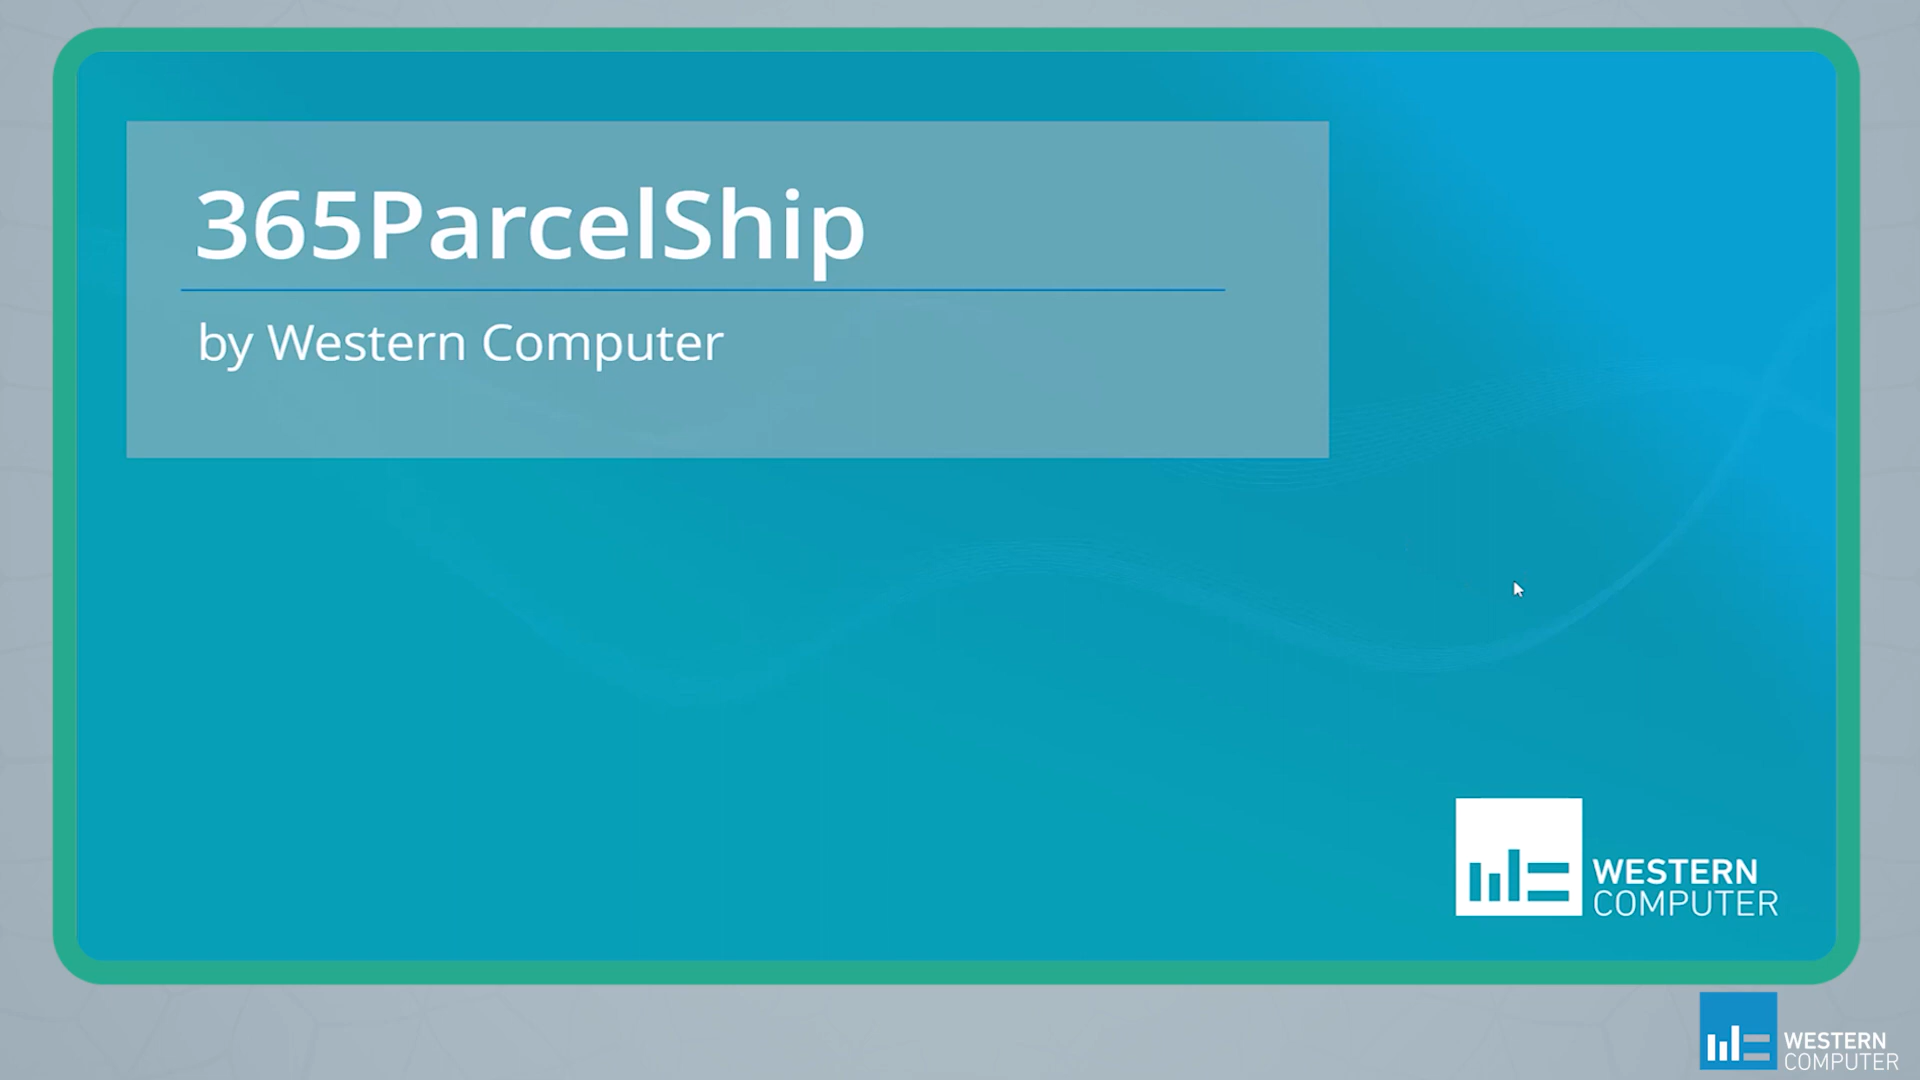 365ParcelShip
by Western Computer
WESTERN
COMPUTER
WESTERN
COMPUTER